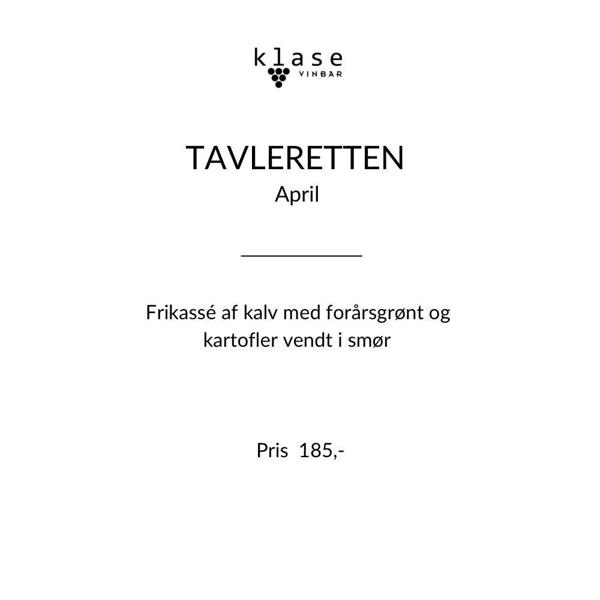 klase
VINBAR
TAVLERETTEN
April
Frikassé af kalv med forårsgrønt og
kartofler vendt i smør
Pris 185,-